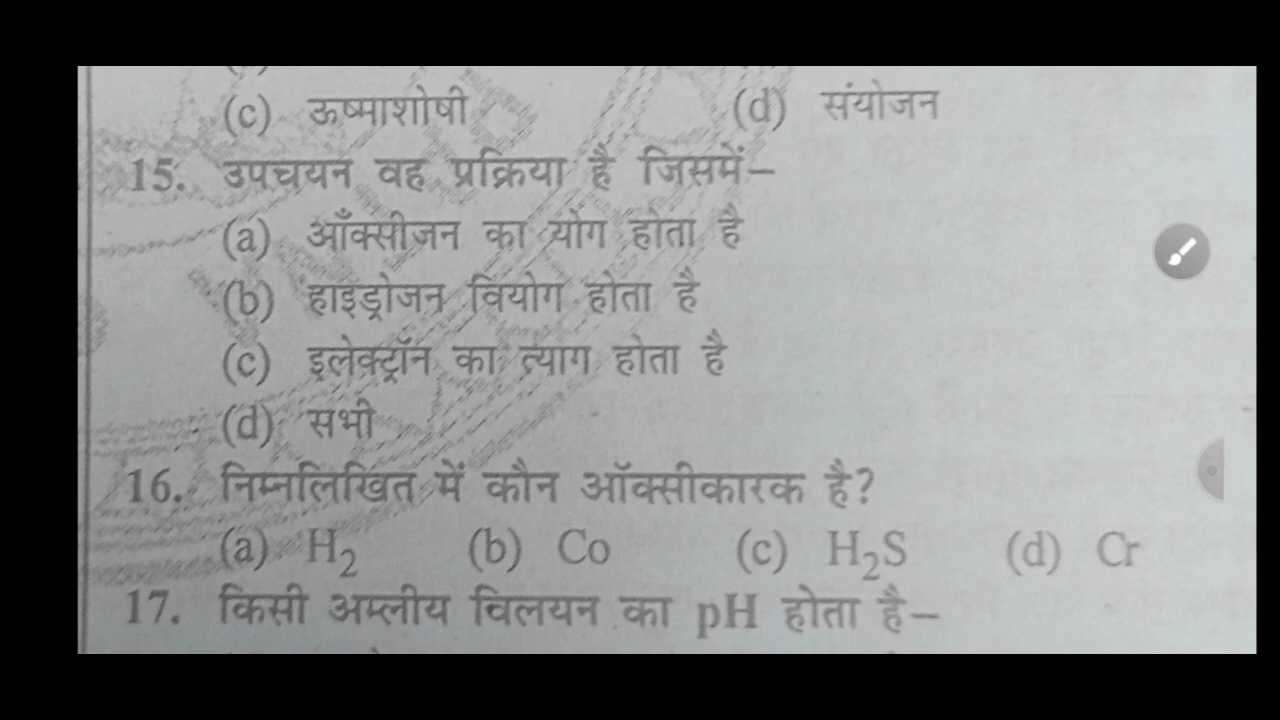 (c) ऊष्माशोषी (d) संयोजन
15. उपचयन वह प्रक्रिया है जिसमें–
(a) आँक्सीजन का योग होता है
(b) हाइड्रोजन वियोग होता है
(c) इलेक्ट्रॉन का त्याग होता है
(d) सभी
16. निम्नलिखित में कौन ऑक्सीकारक है?
(a) H₂ (b) Co (c) H₂S (d) Cr
17. किसी अम्लीय विलयन का pH होता है–